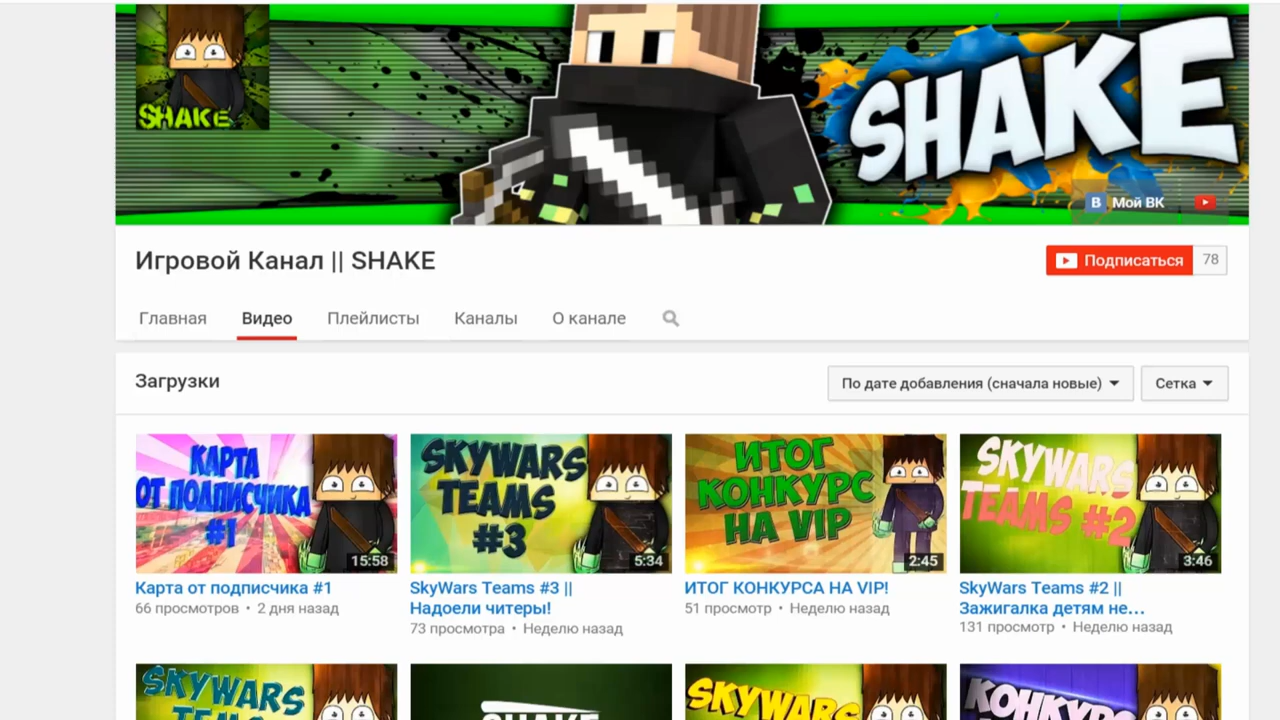 SHAKE
SHAKE
Мой ВК
Игровой Канал || SHAKE
Подписаться 78
Главная Видео Плейлисты Каналы О канале
Загрузки
По дате добавления (сначала новые) Сетка
КАРТА
ОТ ПОДПИСЧИКА
#1
15:58
SKYWARS
TEAMS
#3
5:34
ИТОГ
КОНКУРС
НА VIP
2:45
SKYWARS
TEAMS #2
3:46
Карта от подписчика #1
66 просмотров • 2 дня назад
SkyWars Teams #3 ||
Надоели читеры!
73 просмотра • Неделю назад
ИТОГ КОНКУРСА НА VIP!
51 просмотр • Неделю назад
SkyWars Teams #2 ||
Зажигалка детям не...
131 просмотр • Неделю назад
SKYWARS
SHAKE
SKYWARS